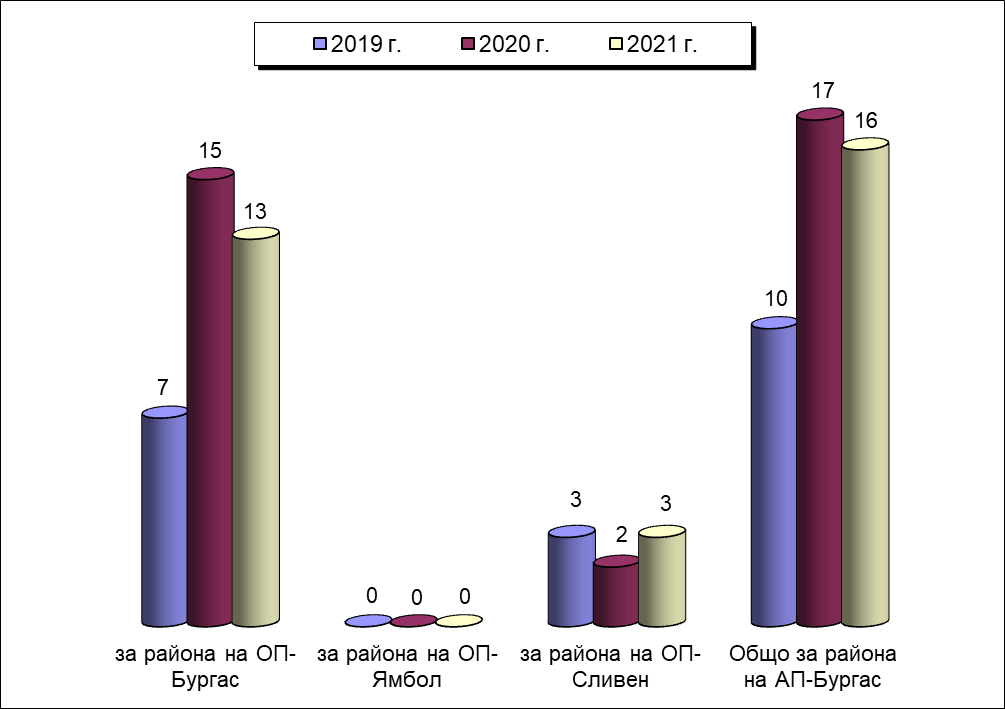 2019 г. 2020 г. 2021 г.
17
16
15
13
10
7
3 2 3
0 0 0
за района на ОП- за района на ОП- за района на ОП- Общо за района
Бургас Ямбол Сливен на АП-Бургас